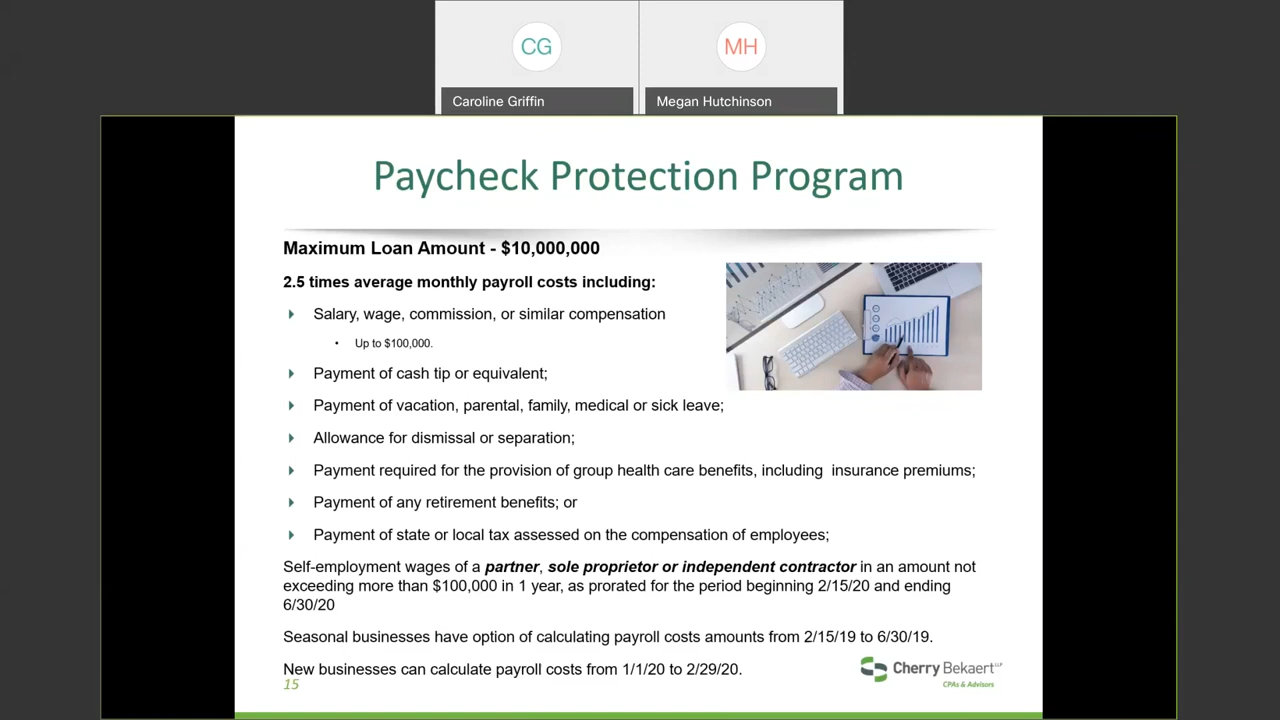 CG
MH
Caroline Griffin
Megan Hutchinson
Paycheck Protection Program
Maximum Loan Amount - $10,000,000
2.5 times average monthly payroll costs including:
Salary, wage, commission, or similar compensation
• Up to $100,000.
Payment of cash tip or equivalent;
Payment of vacation, parental, family, medical or sick leave;
Allowance for dismissal or separation;
Payment required for the provision of group health care benefits, including insurance premiums;
Payment of any retirement benefits; or
Payment of state or local tax assessed on the compensation of employees;
Self-employment wages of a partner, sole proprietor or independent contractor in an amount not
exceeding more than $100,000 in 1 year, as prorated for the period beginning 2/15/20 and ending
6/30/20
Seasonal businesses have option of calculating payroll costs amounts from 2/15/19 to 6/30/19.
New businesses can calculate payroll costs from 1/1/20 to 2/29/20.
15
Cherry Bekaert LLP
CPAs & Advisors